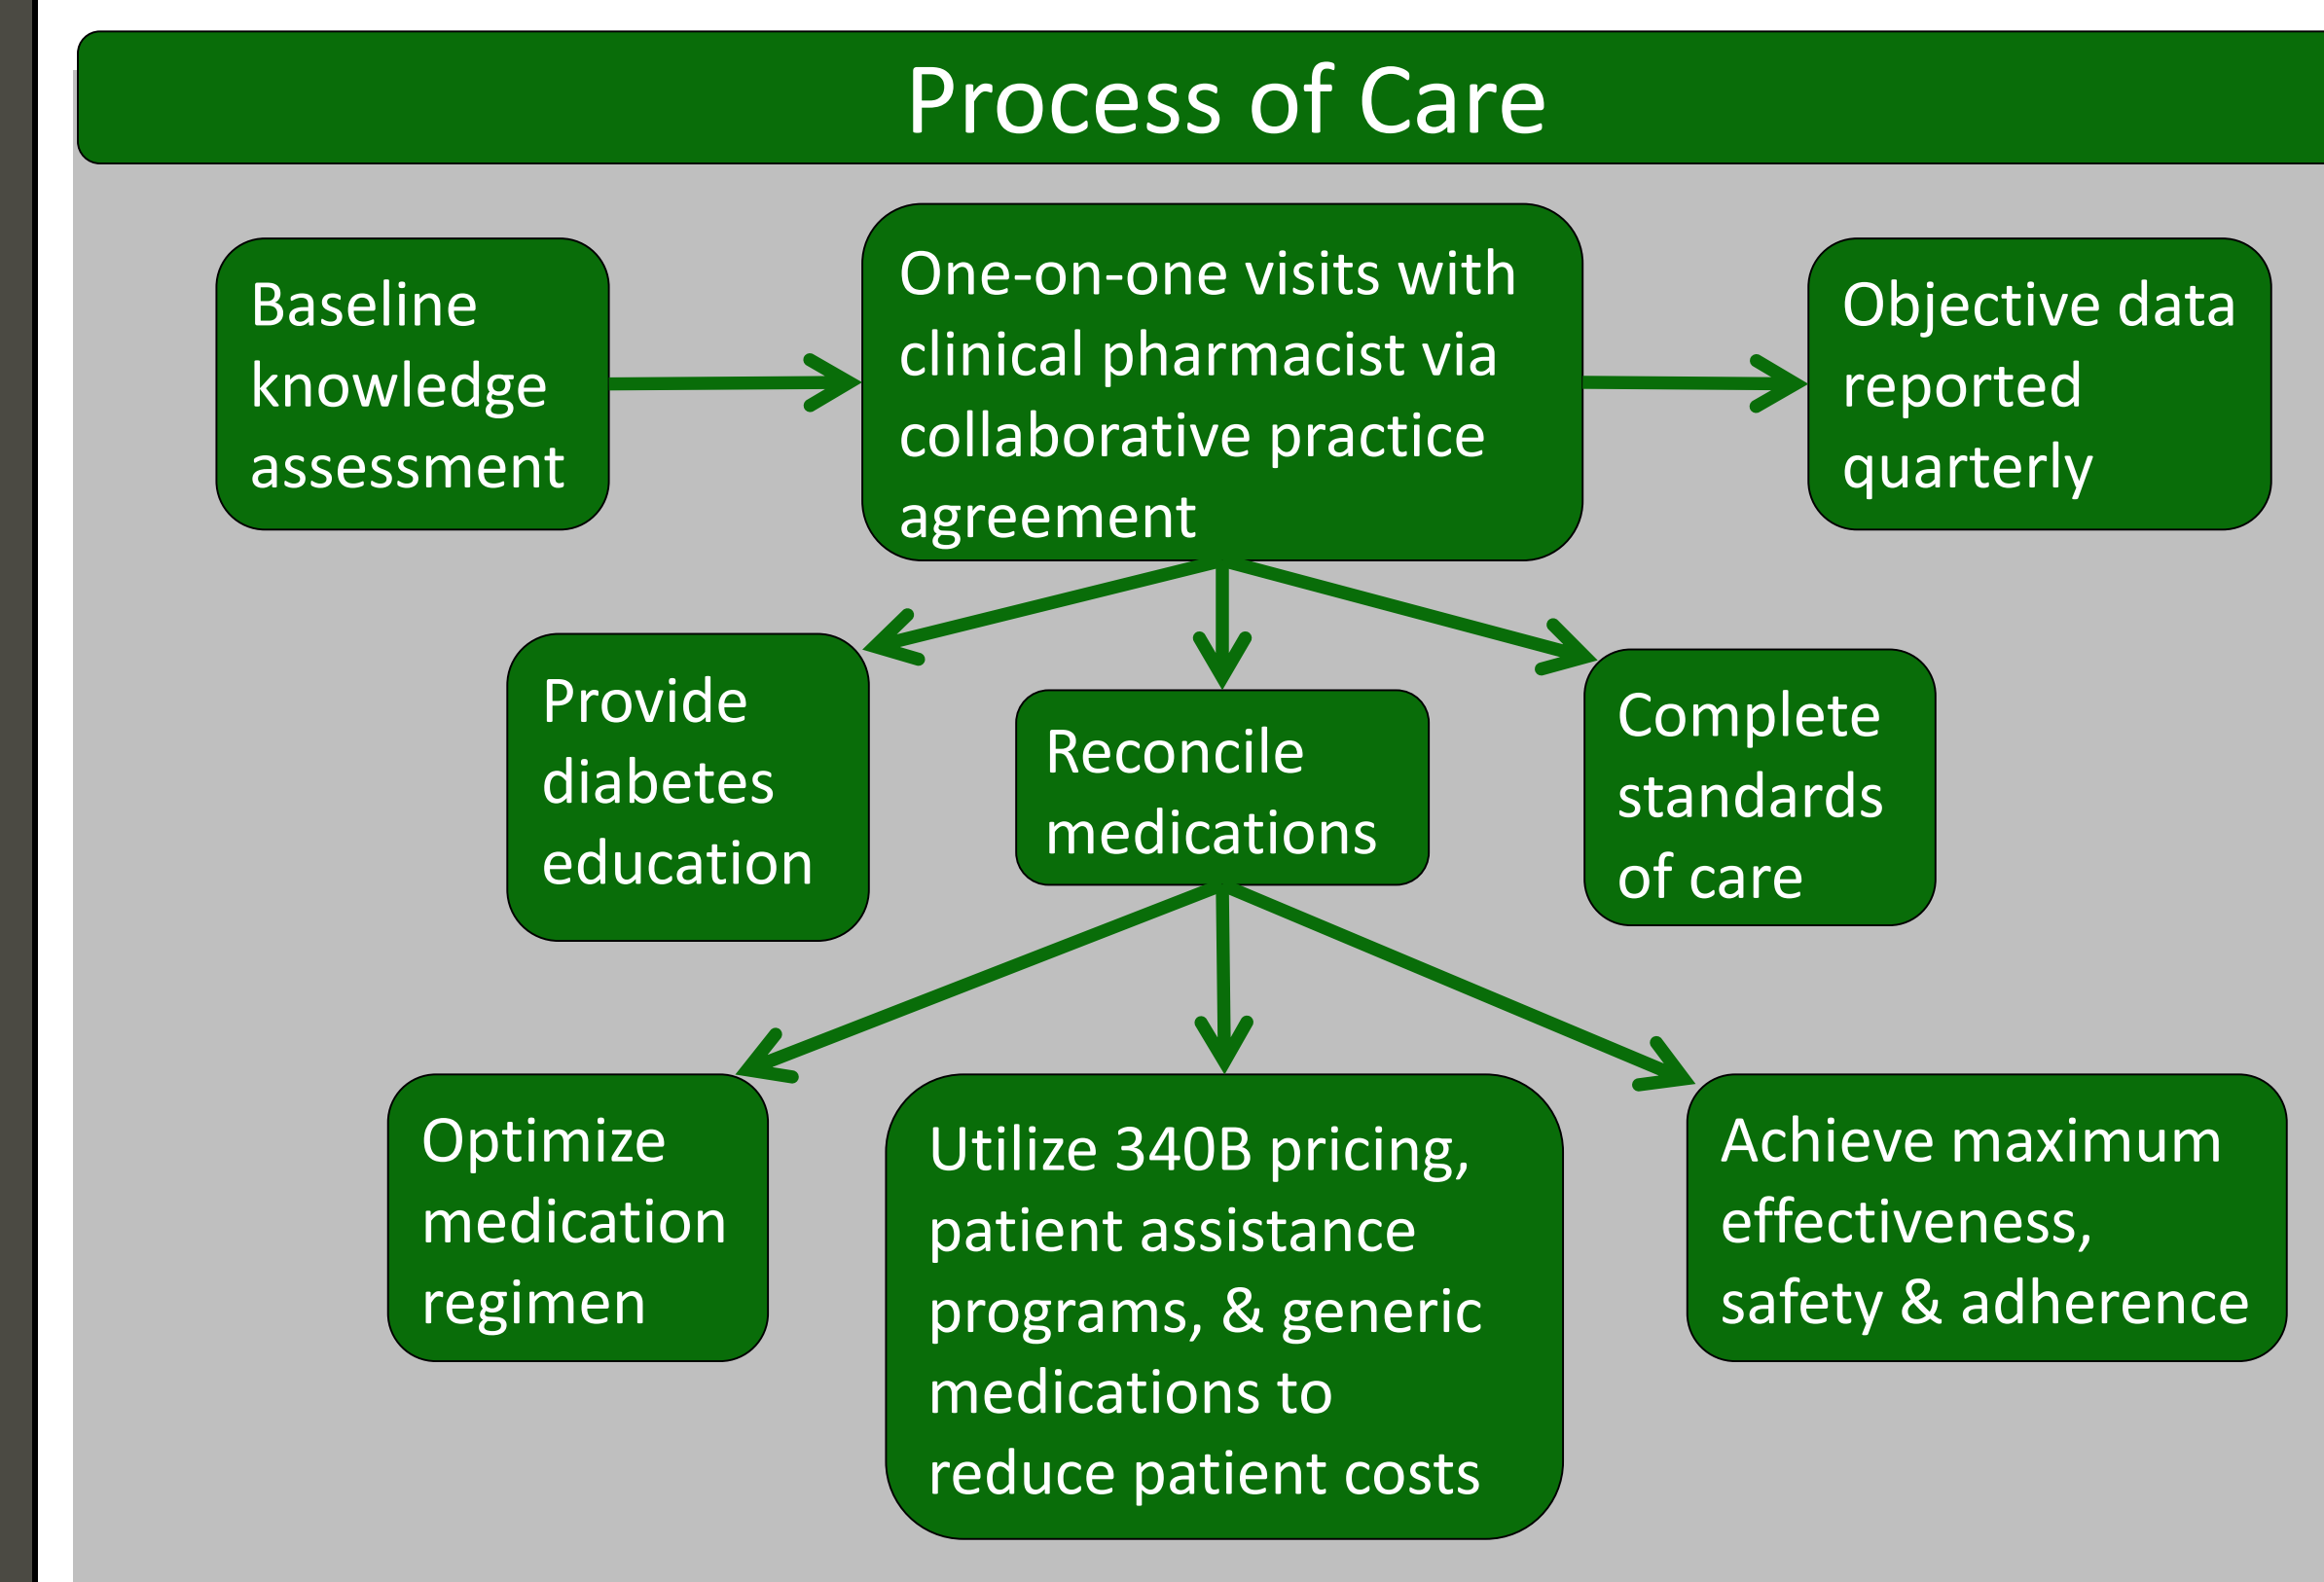 Process of Care
Baseline
knowledge
assessment
One-on-one visits with
clinical pharmacist via
collaborative practice
agreement
Objective data
reported
quarterly
Provide
diabetes
education
Reconcile
medications
Complete
standards
of care
Optimize
medication
regimen
Utilize 340B pricing,
patient assistance
programs, & generic
medications to
reduce patient costs
Achieve maximum
effectiveness,
safety & adherence